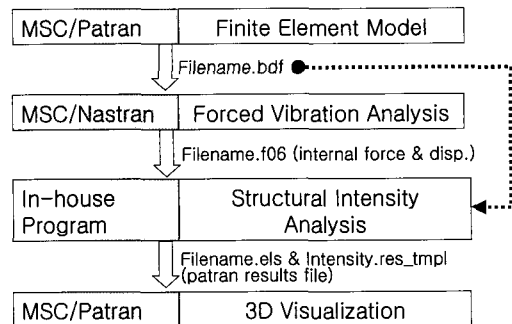 MSC/Patran Finite Element Model
Filename.bdf
MSC/Nastran Forced Vibration Analysis
Filename.f06 (internal force & disp.)
In-house Structural Intensity
Program Analysis
Filename.els & Intensity.res_tmpl
(patran results file)
MSC/Patran 3D Visualization